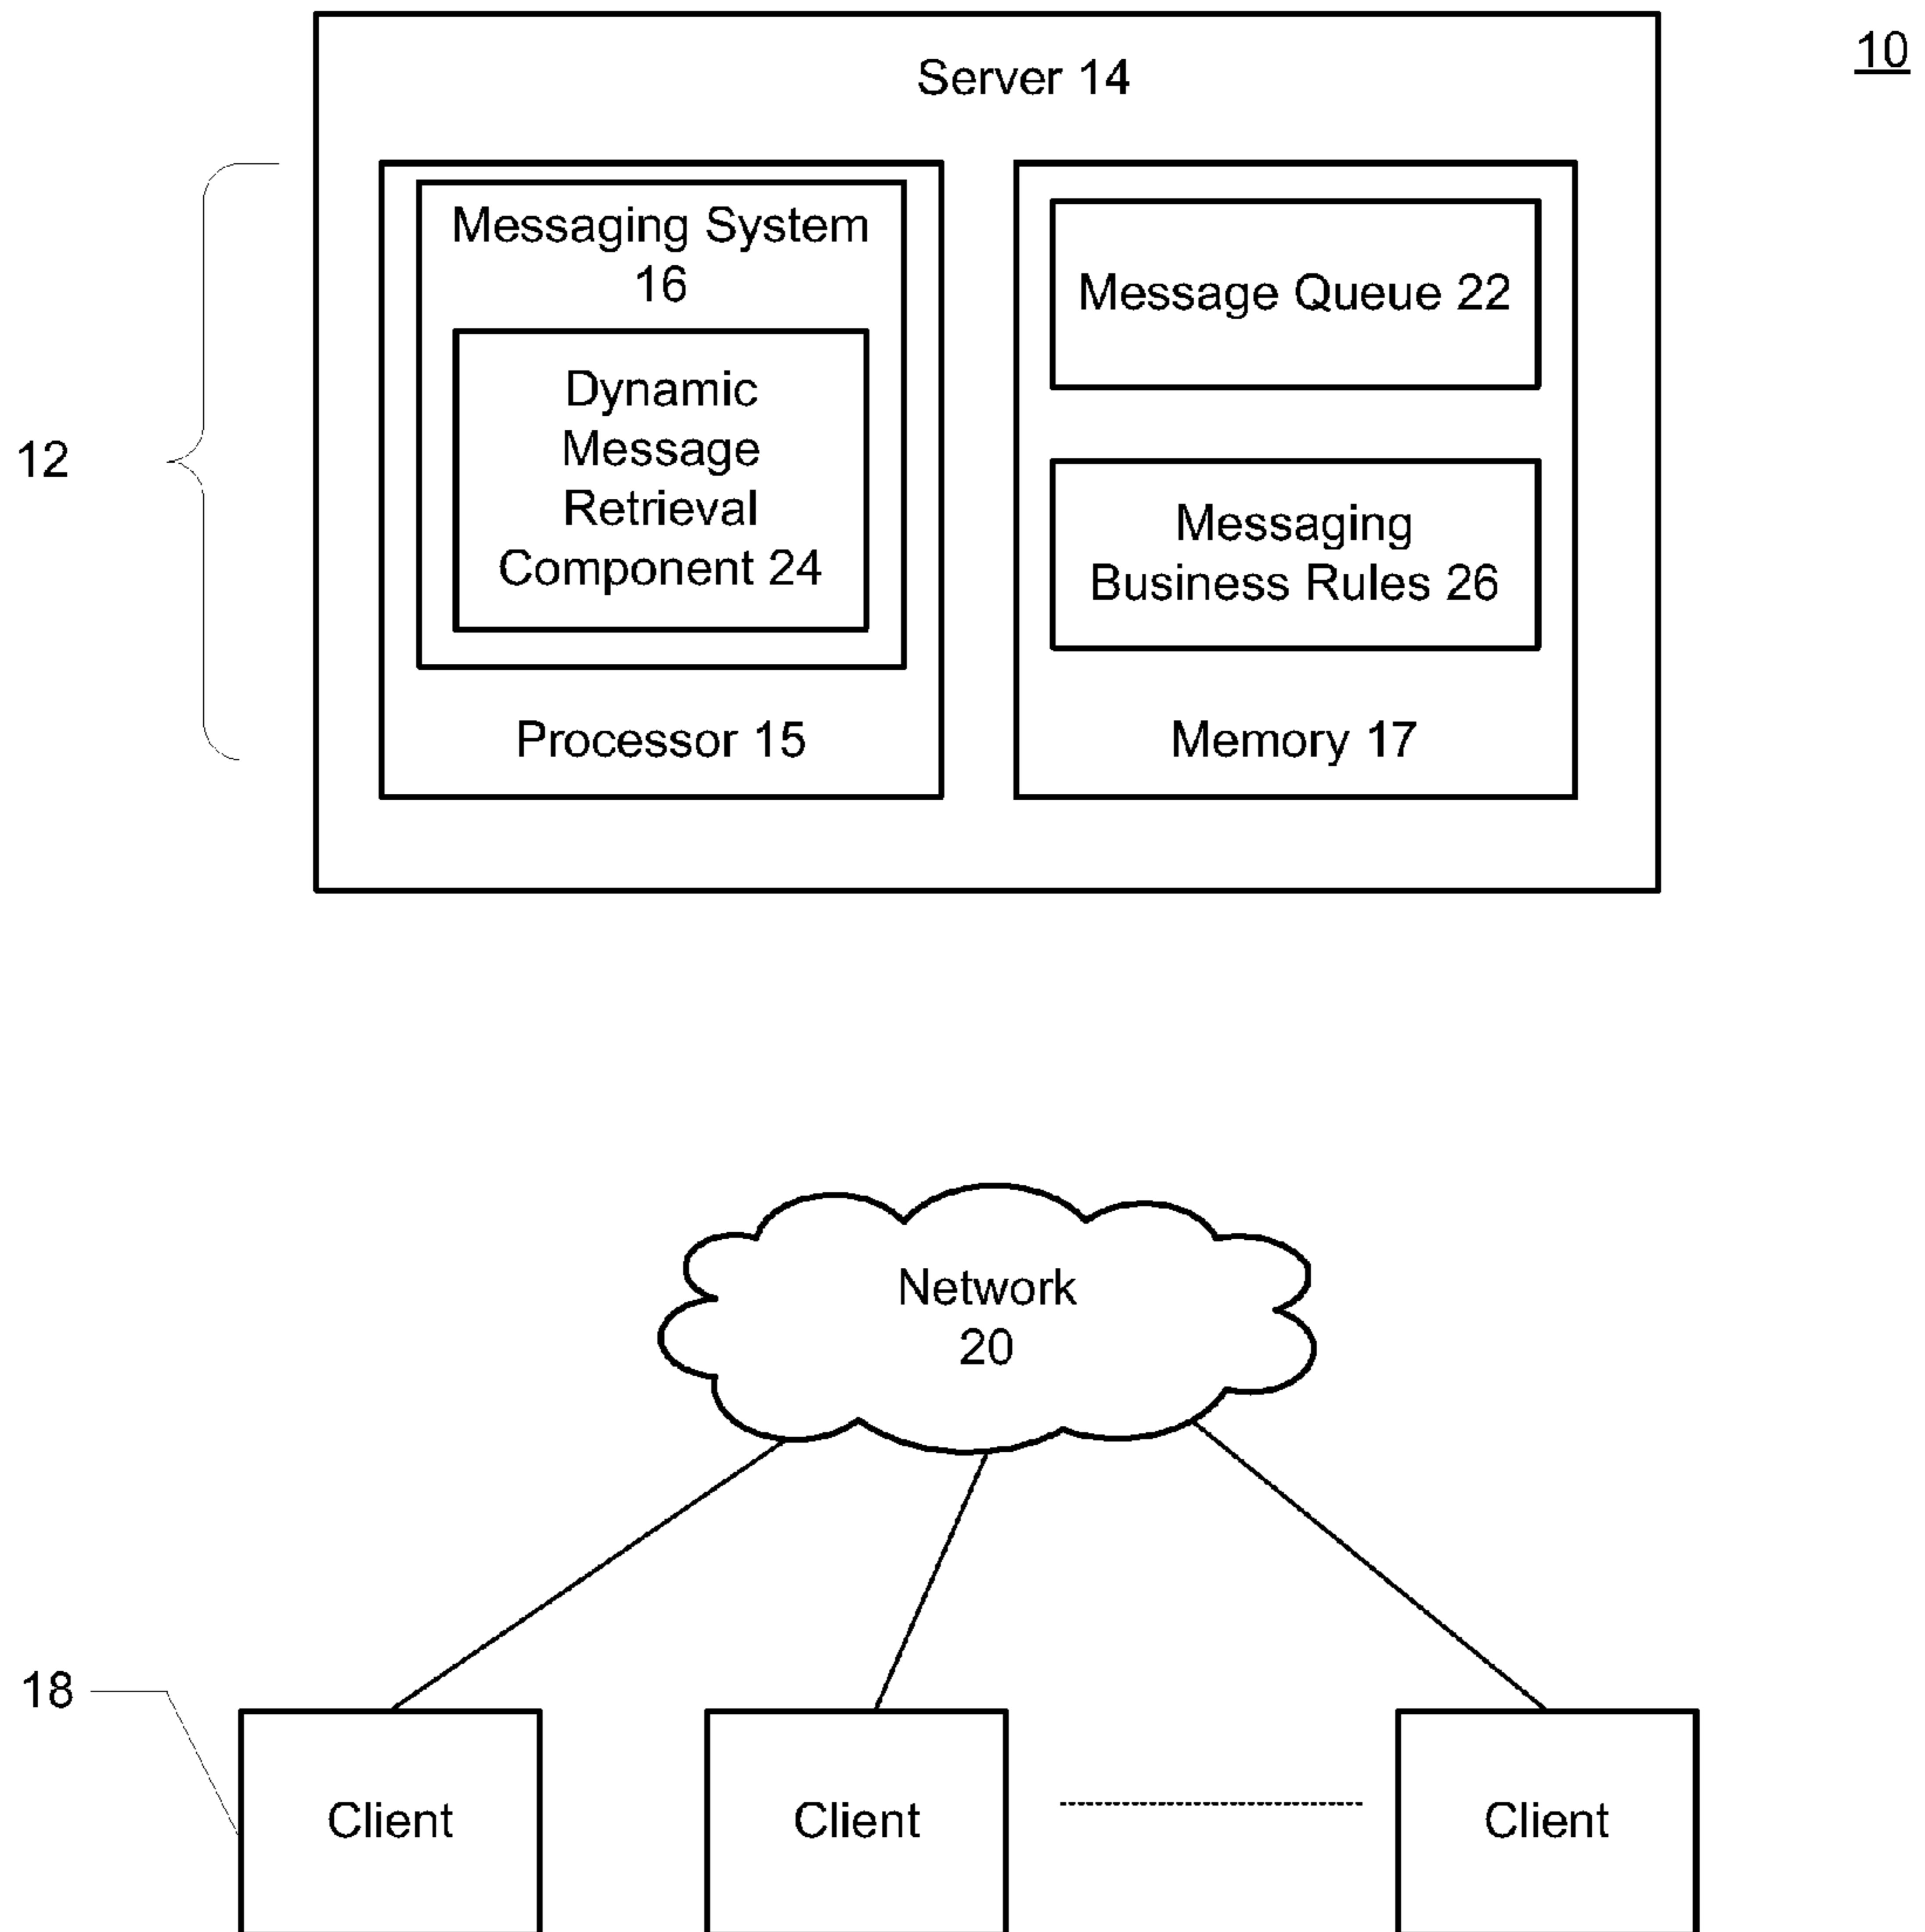 10
Server 14
12
Messaging System
16
Dynamic
Message
Retrieval
Component 24
Processor 15
Message Queue 22
Messaging
Business Rules 26
Memory 17
Network
20
18
Client
Client
Client